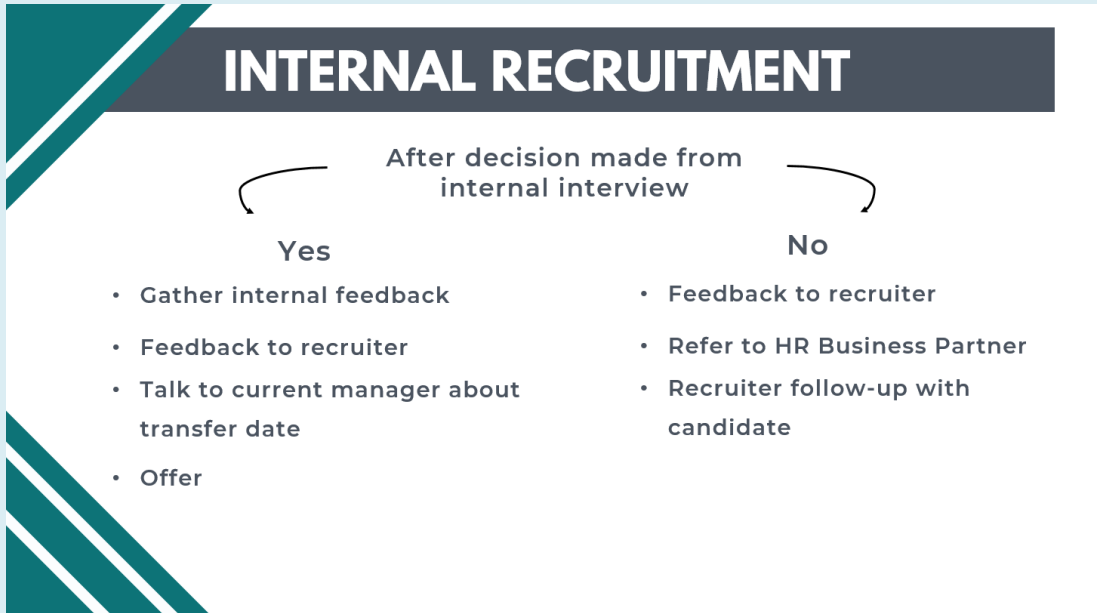 INTERNAL RECRUITMENT
After decision made from
internal interview
Yes
• Gather internal feedback
• Feedback to recruiter
• Talk to current manager about
transfer date
• Offer
No
• Feedback to recruiter
• Refer to HR Business Partner
• Recruiter follow-up with
candidate